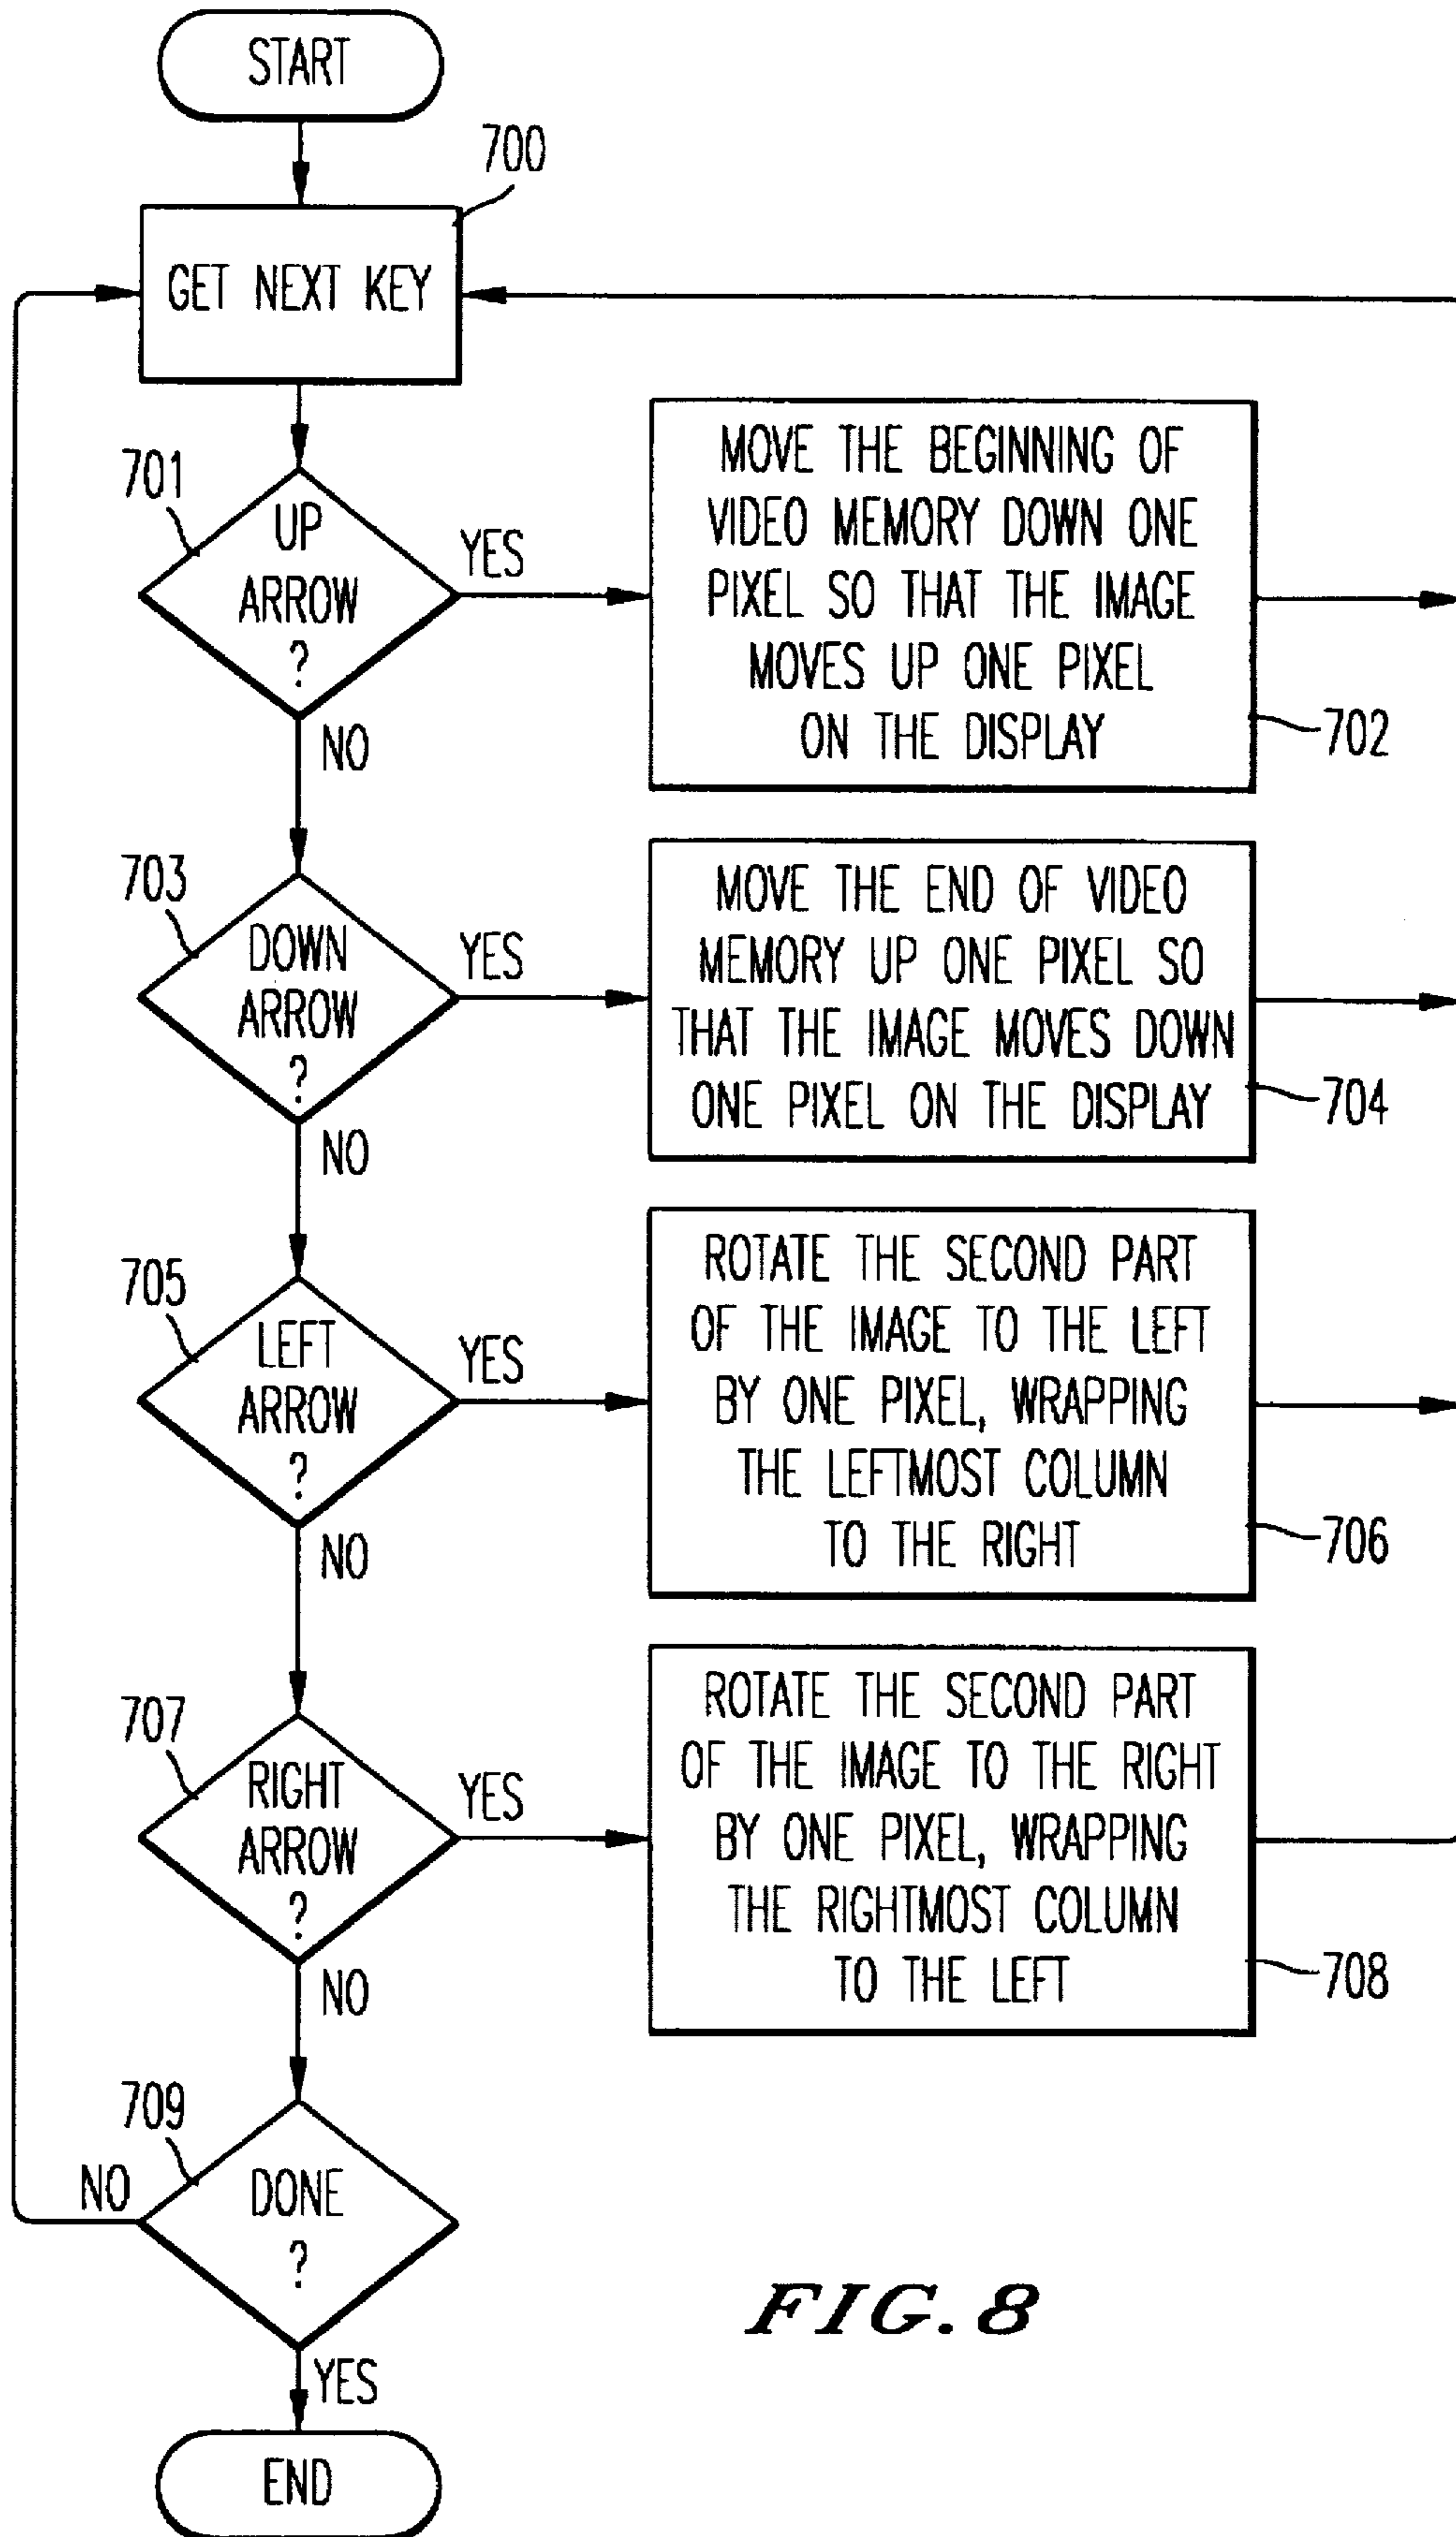 START
700
GET NEXT KEY
701
UP
ARROW
?
YES
NO
MOVE THE BEGINNING OF
VIDEO MEMORY DOWN ONE
PIXEL SO THAT THE IMAGE
MOVES UP ONE PIXEL
ON THE DISPLAY
702
703
DOWN
ARROW
?
YES
NO
MOVE THE END OF VIDEO
MEMORY UP ONE PIXEL SO
THAT THE IMAGE MOVES DOWN
ONE PIXEL ON THE DISPLAY
704
705
LEFT
ARROW
?
YES
NO
ROTATE THE SECOND PART
OF THE IMAGE TO THE LEFT
BY ONE PIXEL, WRAPPING
THE LEFTMOST COLUMN
TO THE RIGHT
706
707
RIGHT
ARROW
?
YES
NO
ROTATE THE SECOND PART
OF THE IMAGE TO THE RIGHT
BY ONE PIXEL, WRAPPING
THE RIGHTMOST COLUMN
TO THE LEFT
708
709
NO
DONE
?
YES
END
FIG. 8